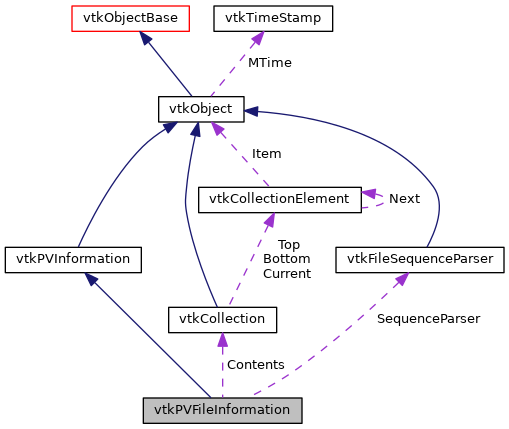 vtkObjectBase
vtkTimeStamp
MTime
vtkObject
Item
vtkCollectionElement
Next
Top
Bottom
Current
vtkPVInformation
vtkFileSequenceParser
vtkCollection
SequenceParser
Contents
vtkPVFileInformation